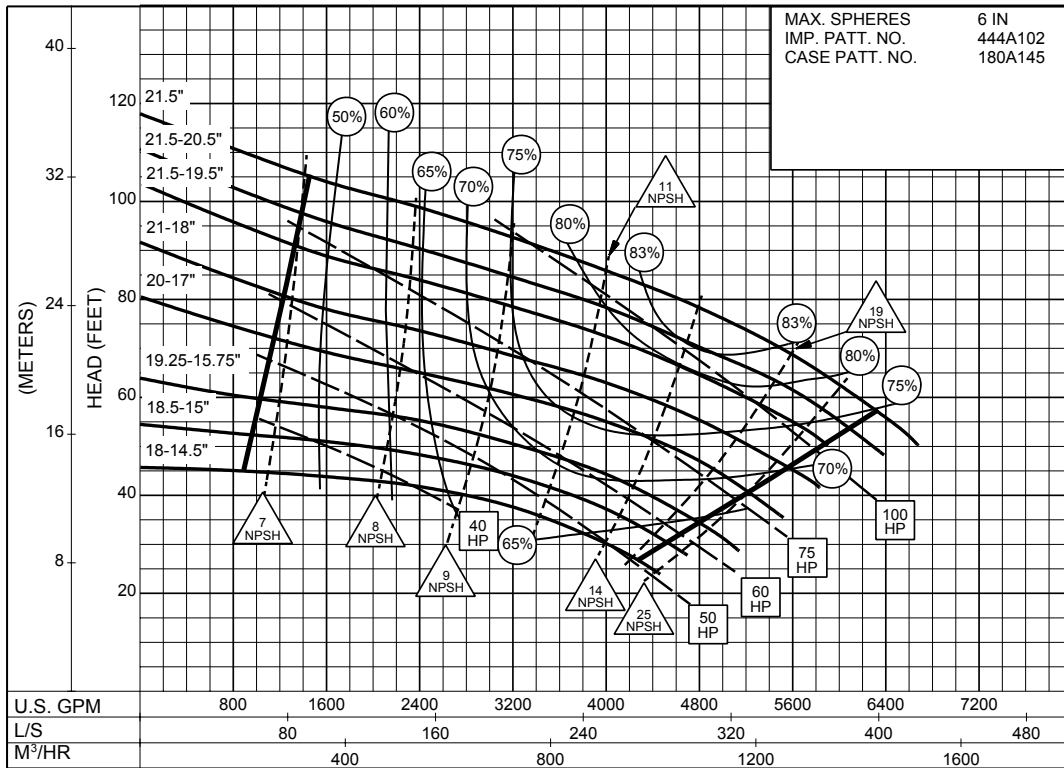 MAX. SPHERES 6 IN
IMP. PATT. NO. 444A102
CASE PATT. NO. 180A145
40
32
24
16
8
(METERS)
120
100
80
60
40
20
HEAD (FEET)
21.5"
21.5-20.5"
21.5-19.5"
21-18"
20-17"
19.25-15.75"
18.5-15"
18-14.5"
50%
60%
65%
70%
75%
80%
83%
11 NPSH
83%
19 NPSH
80%
75%
70%
65%
7 NPSH
8 NPSH
9 NPSH
14 NPSH
25 NPSH
40 HP
50 HP
60 HP
75 HP
100 HP
U.S. GPM 800 1600 2400 3200 4000 4800 5600 6400 7200
L/S 80 160 240 320 400 480
M³/HR 400 800 1200 1600